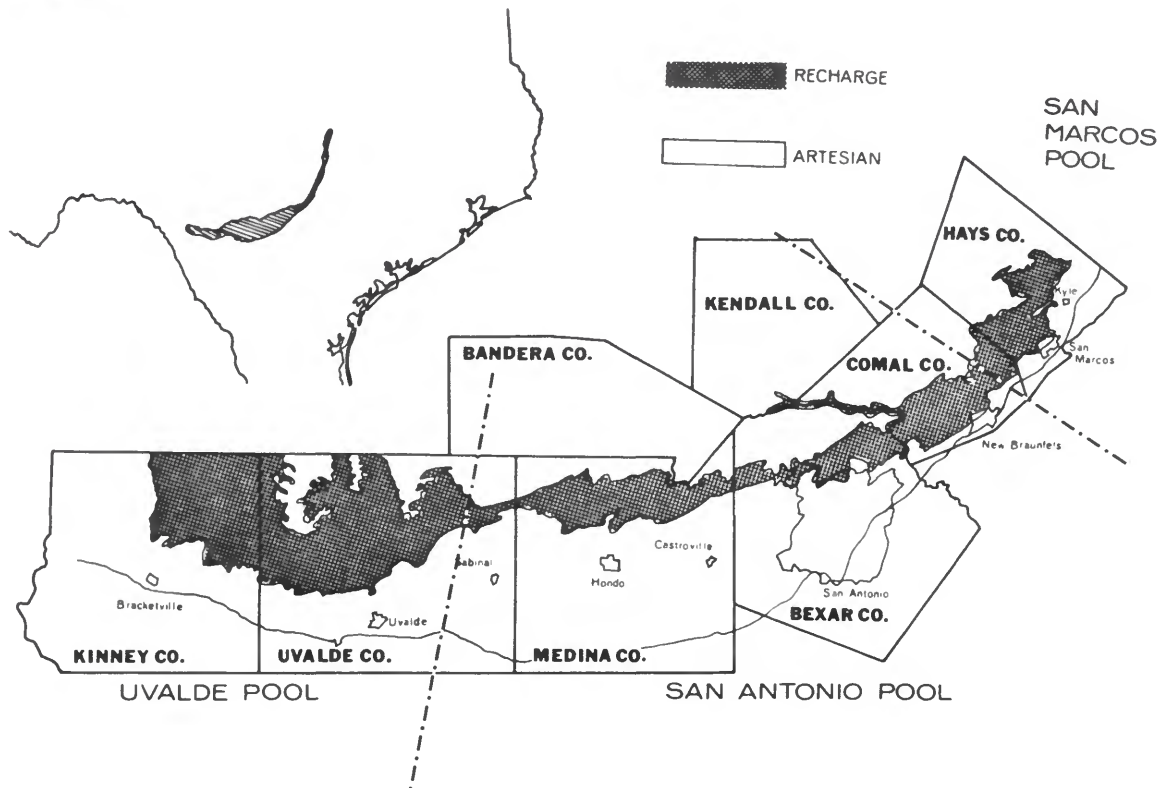 RECHARGE
ARTESIAN
SAN
MARCOS
POOL
HAYS CO.
Kyle
KENDALL CO.
San
Marcos
BANDERA CO.
COMAL CO.
New Braunfels
Sabinal
Castroville
Hondo
San Antonio
Bracketville
Uvalde
BEXAR CO.
KINNEY CO.
UVALDE CO.
MEDINA CO.
UVALDE POOL
SAN ANTONIO POOL